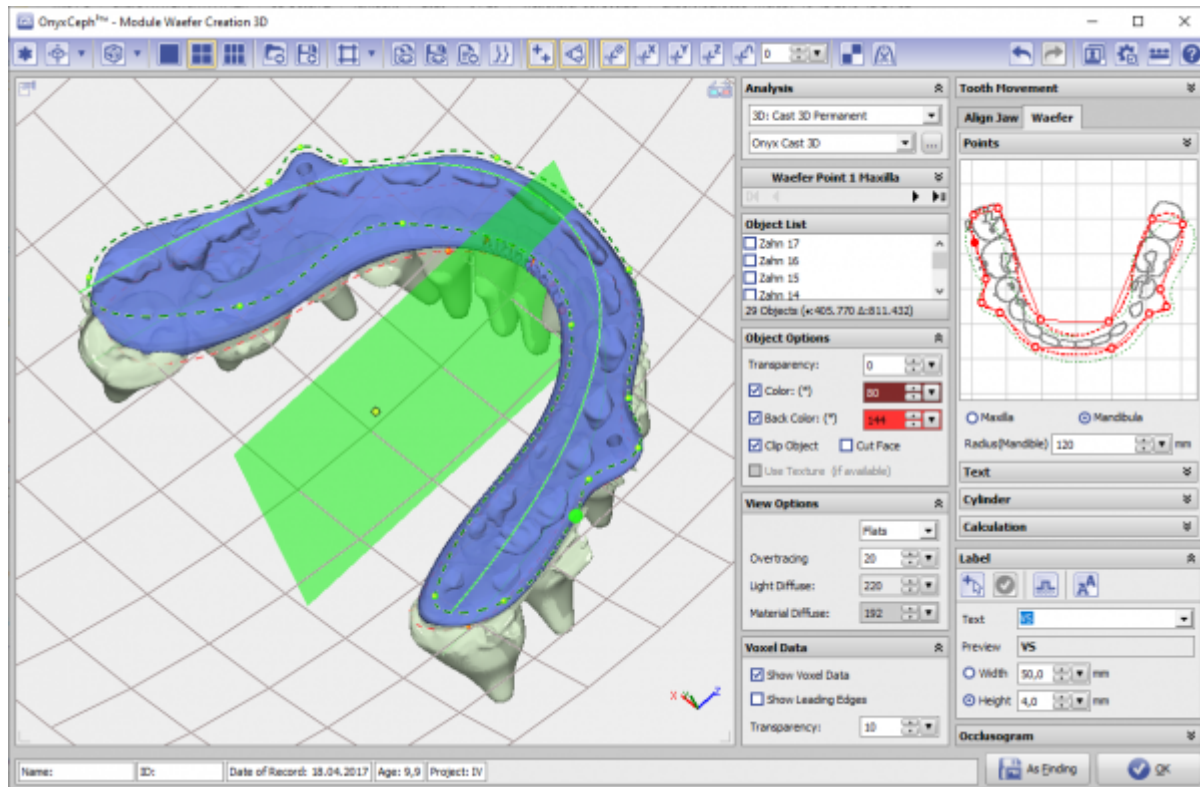 OnyxCeph³™ - Module Waefer Creation 3D
0
Analysis
3D: Cast 3D Permanent
Onyx Cast 3D
...
Waefer Point 1 Maxilla
Object List
Zahn 17
Zahn 16
Zahn 15
Zahn 14
29 Objects (•:405.770 Δ:811.432)
Object Options
Transparency: 0
Color: (*) 80
Back Color: (*) 144
Clip Object Cut Face
Use Texture (if available)
View Options
Flats
Overtracing 20
Light Diffuse: 220
Material Diffuse: 192
Voxel Data
Show Voxel Data
Show Leading Edges
Transparency: 10
Tooth Movement
Align Jaw Waefer
Points
Maxilla Mandibula
Radius(Mandible) 120 mm
Text
Cylinder
Calculation
Label
Text VS
Preview VS
Width 50,0 mm
Height 4,0 mm
Occlusogram
X Y Z
Name: ID: Date of Record: 18.04.2017 Age: 9,9 Project: IV
As Finding OK